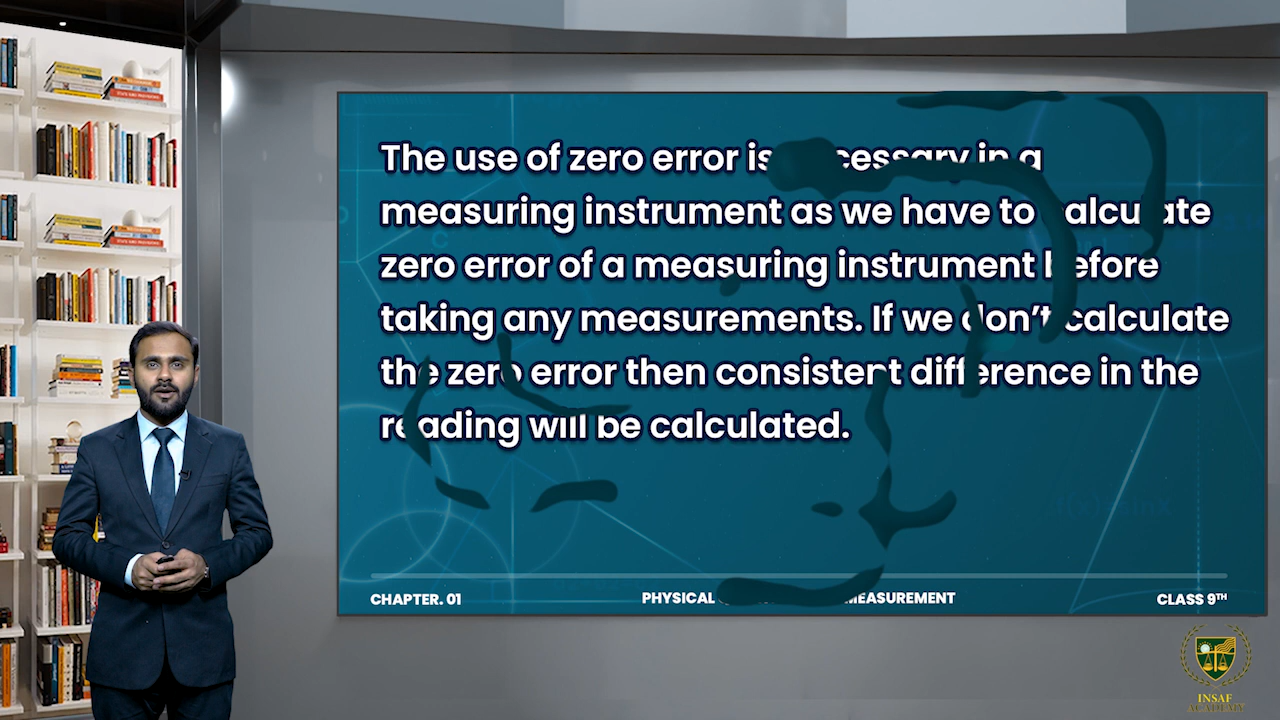 The use of zero error is necessary in a
measuring instrument as we have to calculate
zero error of a measuring instrument before
taking any measurements. If we don't calculate
the zero error then consistent difference in the
reading will be calculated.
CHAPTER. 01
PHYSICAL MEASUREMENT
CLASS 9TH
INSAF
ACADEMY